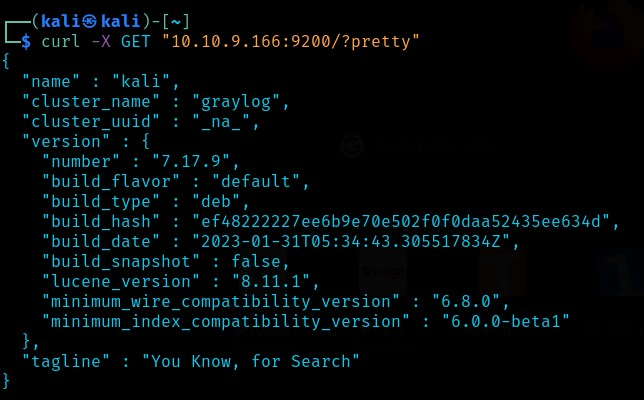 ┌──(kali㉿kali)-[~]
└─$ curl -X GET "10.10.9.166:9200/?pretty"
{
  "name" : "kali",
  "cluster_name" : "graylog",
  "cluster_uuid" : "_na_",
  "version" : {
    "number" : "7.17.9",
    "build_flavor" : "default",
    "build_type" : "deb",
    "build_hash" : "ef48222227ee6b9e70e502f0f0daa52435ee634d",
    "build_date" : "2023-01-31T05:34:43.305517834Z",
    "build_snapshot" : false,
    "lucene_version" : "8.11.1",
    "minimum_wire_compatibility_version" : "6.8.0",
    "minimum_index_compatibility_version" : "6.0.0-beta1"
  },
  "tagline" : "You Know, for Search"
}